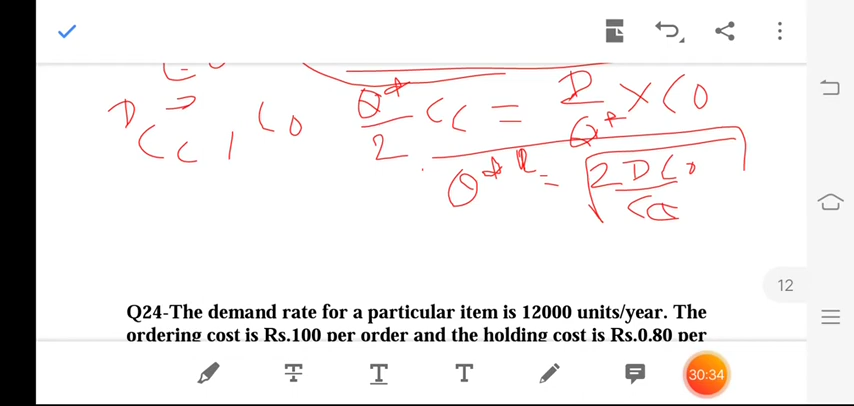 D
Cc, Co
Q*/2 Cc = D/Q* × Co
Q* = √2DCo/Cc
12
Q24-The demand rate for a particular item is 12000 units/year. The
ordering cost is Rs.100 per order and the holding cost is Rs.0.80 per
T T T
30:34